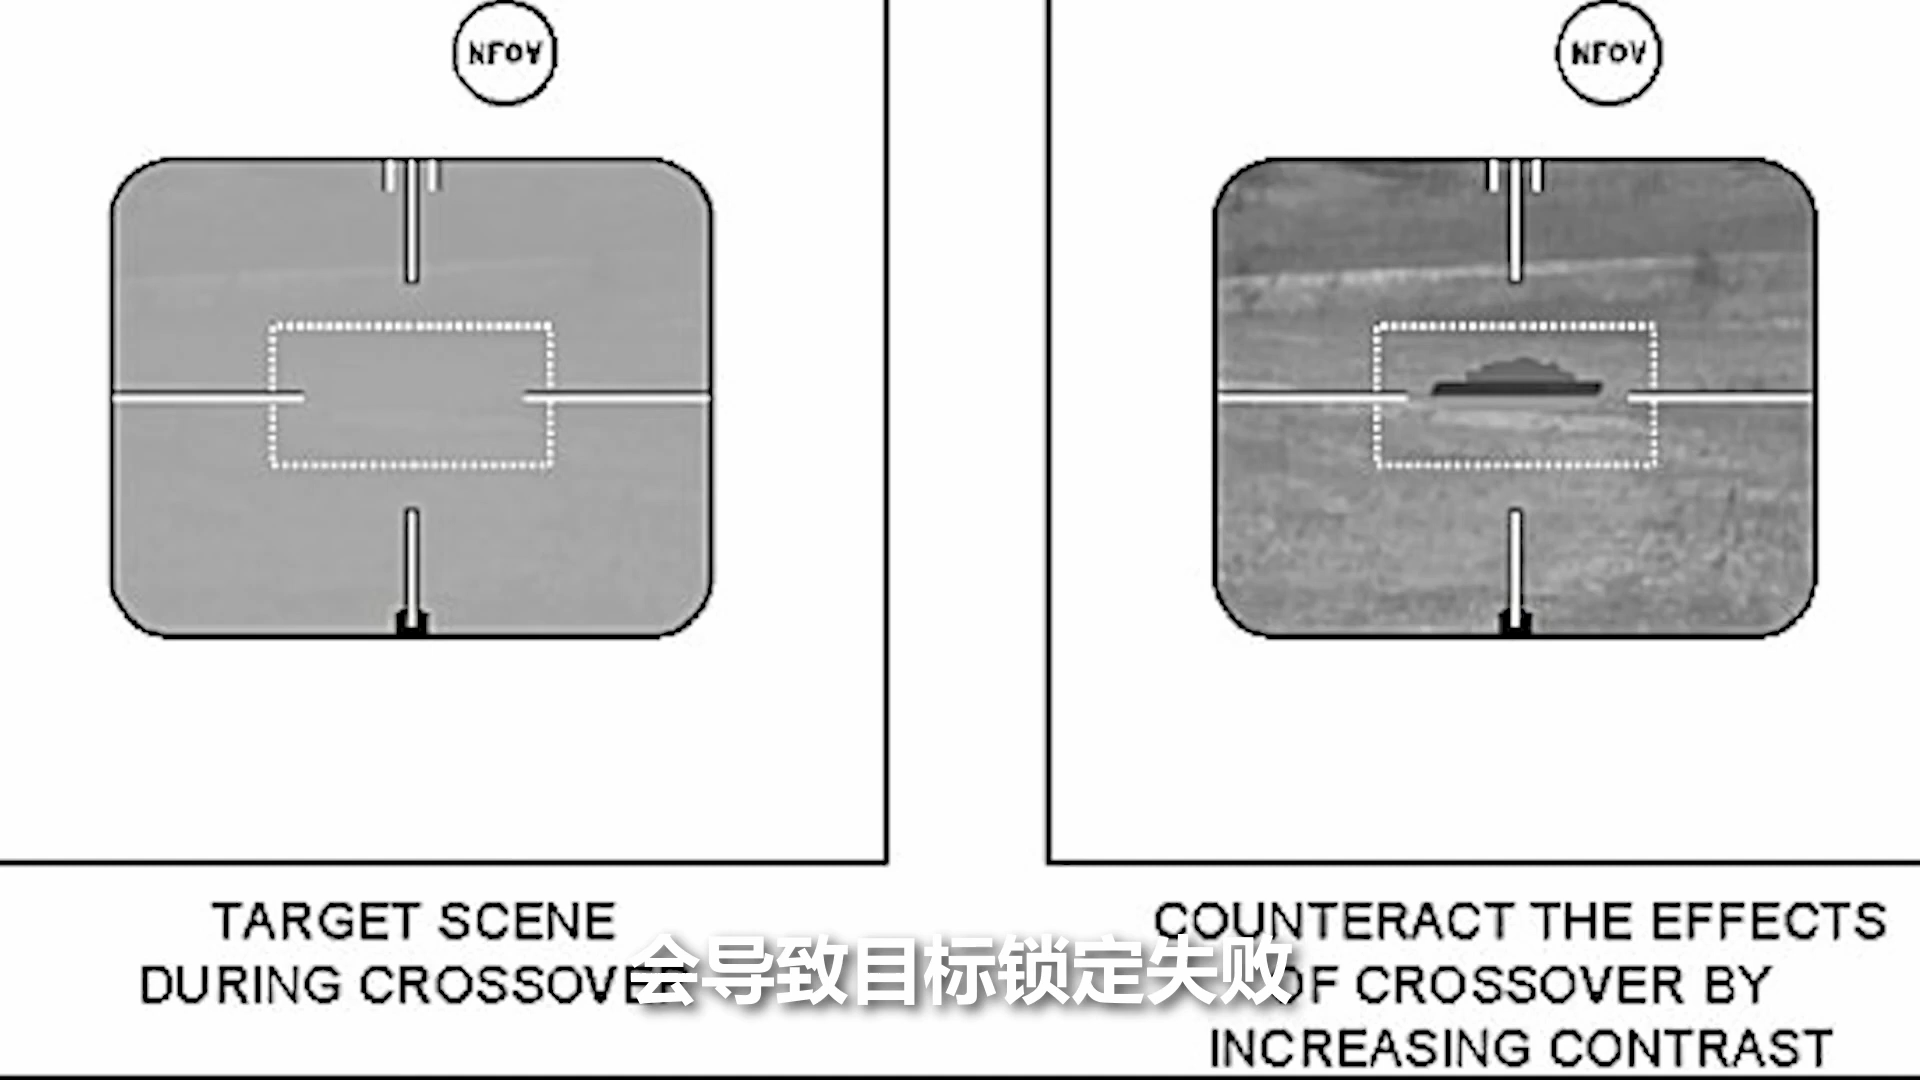 NFOV
NFOV
TARGET SCENE
DURING CROSSOVER
COUNTERACT THE EFFECTS
OF CROSSOVER BY
INCREASING CONTRAST
会导致目标锁定失败